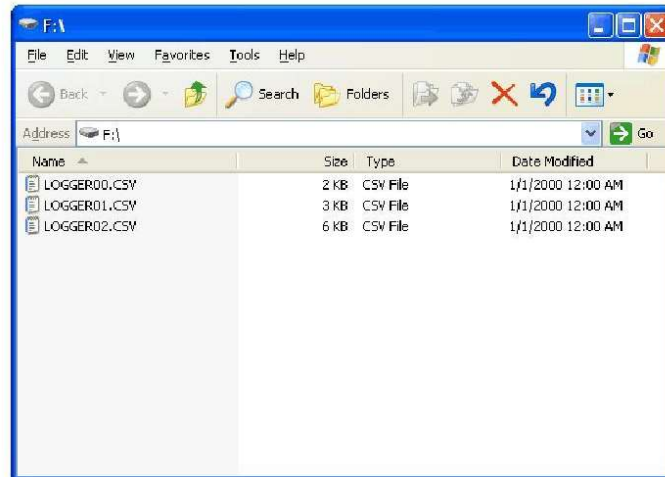 F:\
File Edit View Favorites Tools Help
Back Search Folders
Address F:\ Go
Name Size Type Date Modified
LOGGER00.CSV 2 KB CSV File 1/1/2000 12:00 AM
LOGGER01.CSV 3 KB CSV File 1/1/2000 12:00 AM
LOGGER02.CSV 6 KB CSV File 1/1/2000 12:00 AM